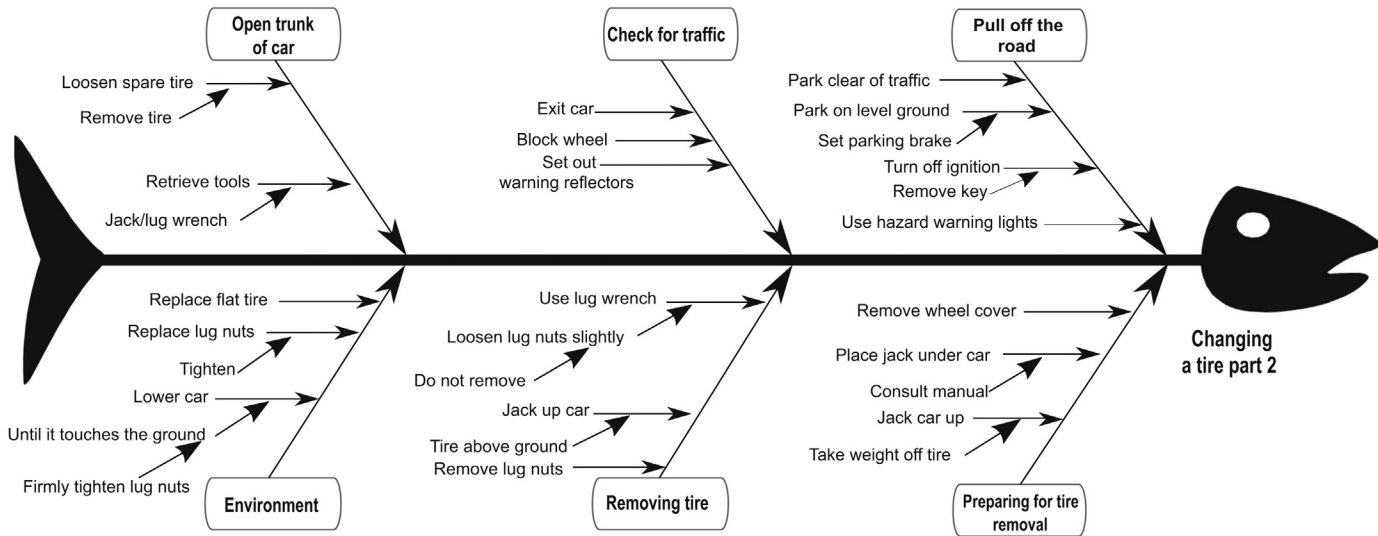 Open trunk
of car
Loosen spare tire
Remove tire
Retrieve tools
Jack/lug wrench
Check for traffic
Exit car
Block wheel
Set out
warning reflectors
Pull off the
road
Park clear of traffic
Park on level ground
Set parking brake
Turn off ignition
Remove key
Use hazard warning lights
Replace flat tire
Replace lug nuts
Tighten
Lower car
Until it touches the ground
Firmly tighten lug nuts
Environment
Use lug wrench
Loosen lug nuts slightly
Do not remove
Jack up car
Tire above ground
Remove lug nuts
Removing tire
Remove wheel cover
Place jack under car
Consult manual
Jack car up
Take weight off tire
Preparing for tire
removal
Changing
a tire part 2